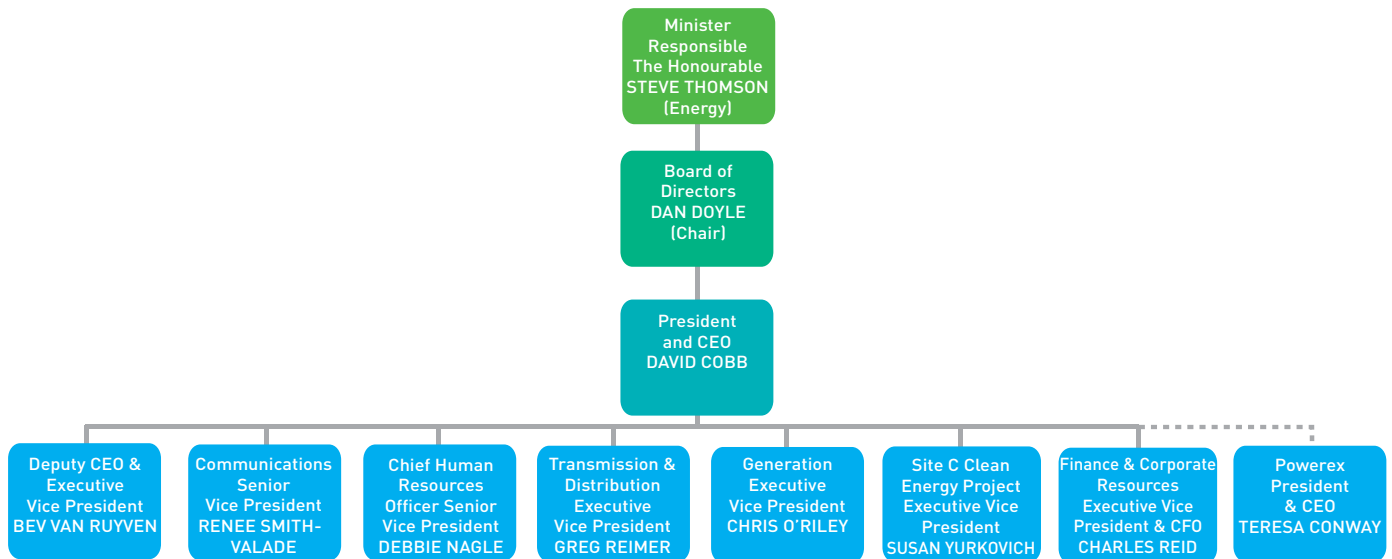 Minister
Responsible
The Honourable
STEVE THOMSON
(Energy)
Board of
Directors
DAN DOYLE
(Chair)
President
and CEO
DAVID COBB
Deputy CEO &
Executive
Vice President
BEV VAN RUYVEN
Communications
Senior
Vice President
RENEE SMITH-
VALADE
Chief Human
Resources
Officer Senior
Vice President
DEBBIE NAGLE
Transmission &
Distribution
Executive
Vice President
GREG REIMER
Generation
Executive
Vice President
CHRIS O’RILEY
Site C Clean
Energy Project
Executive Vice
President
SUSAN YURKOVICH
Finance & Corporate
Resources
Executive Vice
President & CFO
CHARLES REID
Powerex
President
& CEO
TERESA CONWAY